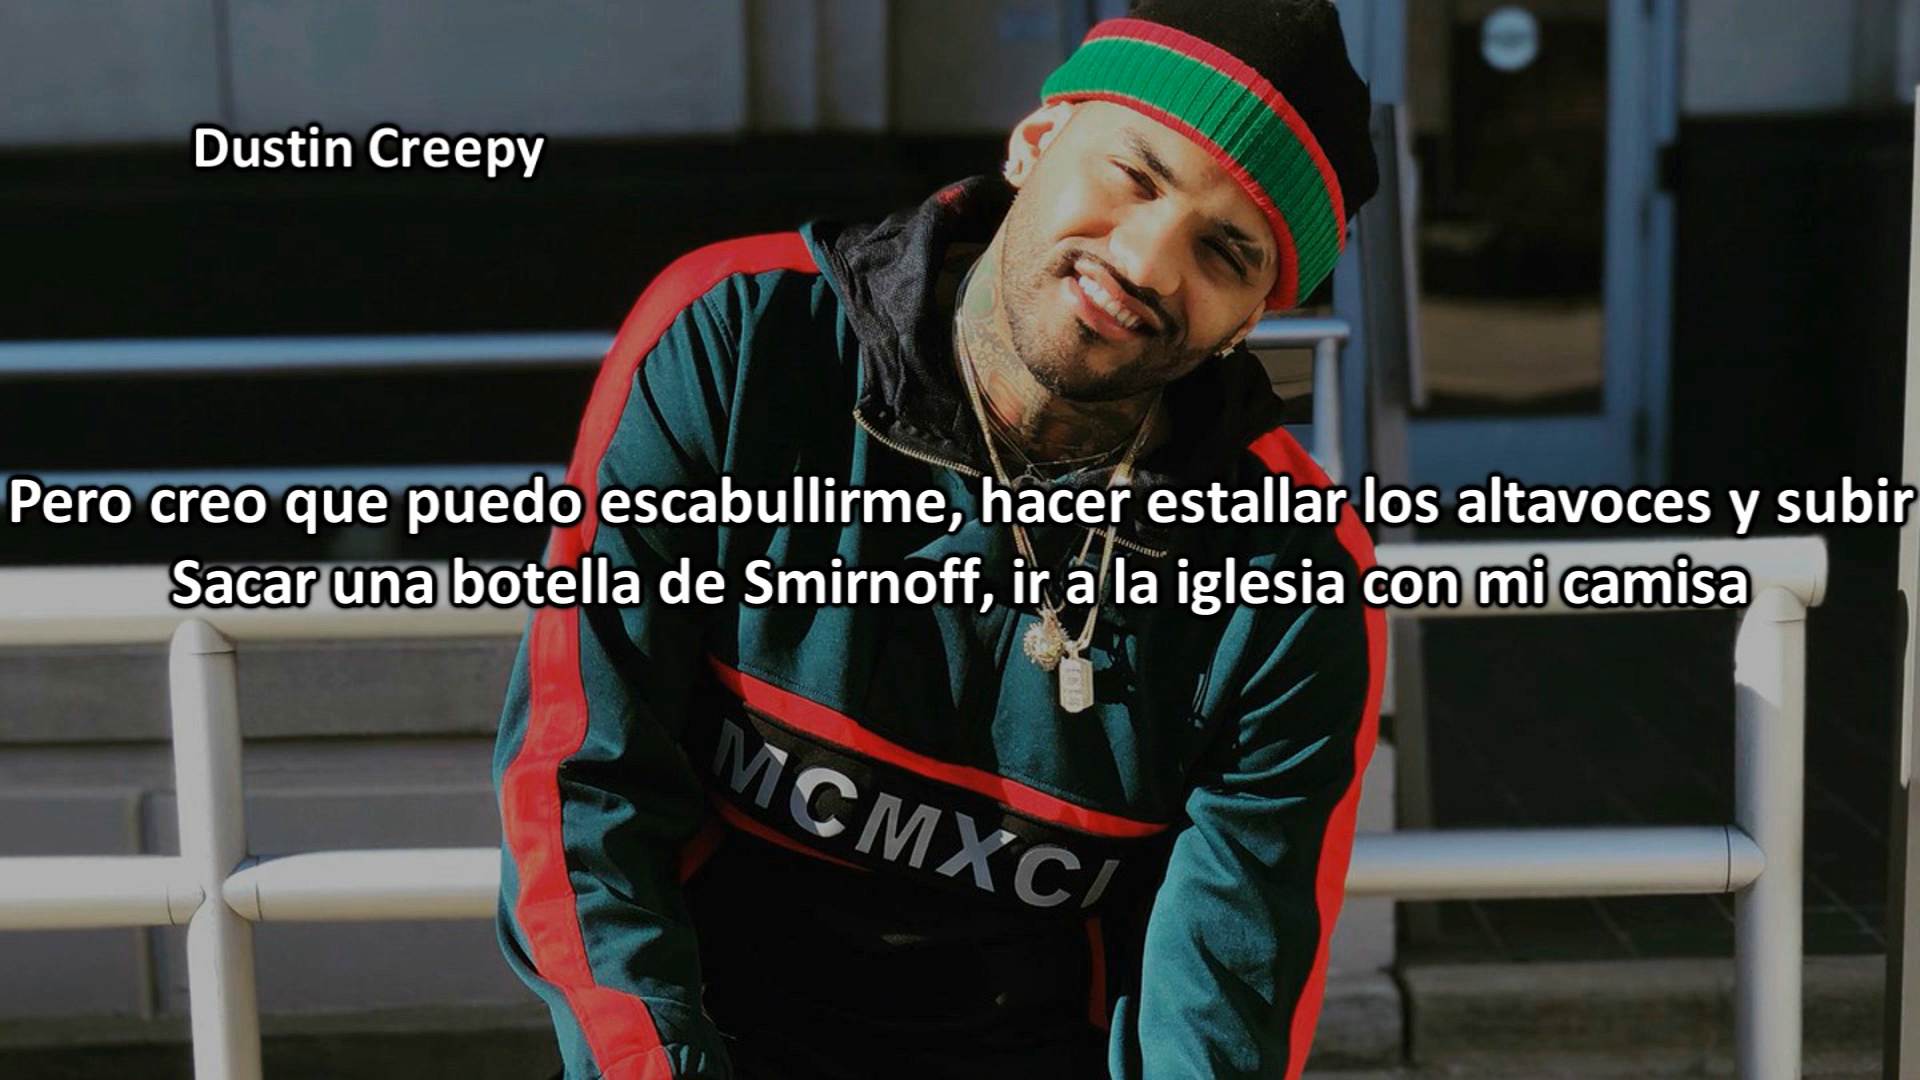 Dustin Creepy
Pero creo que puedo escabullirme, hacer estallar los altavoces y subir
Sacar una botella de Smirnoff, ir a la iglesia con mi camisa
MCMXCI